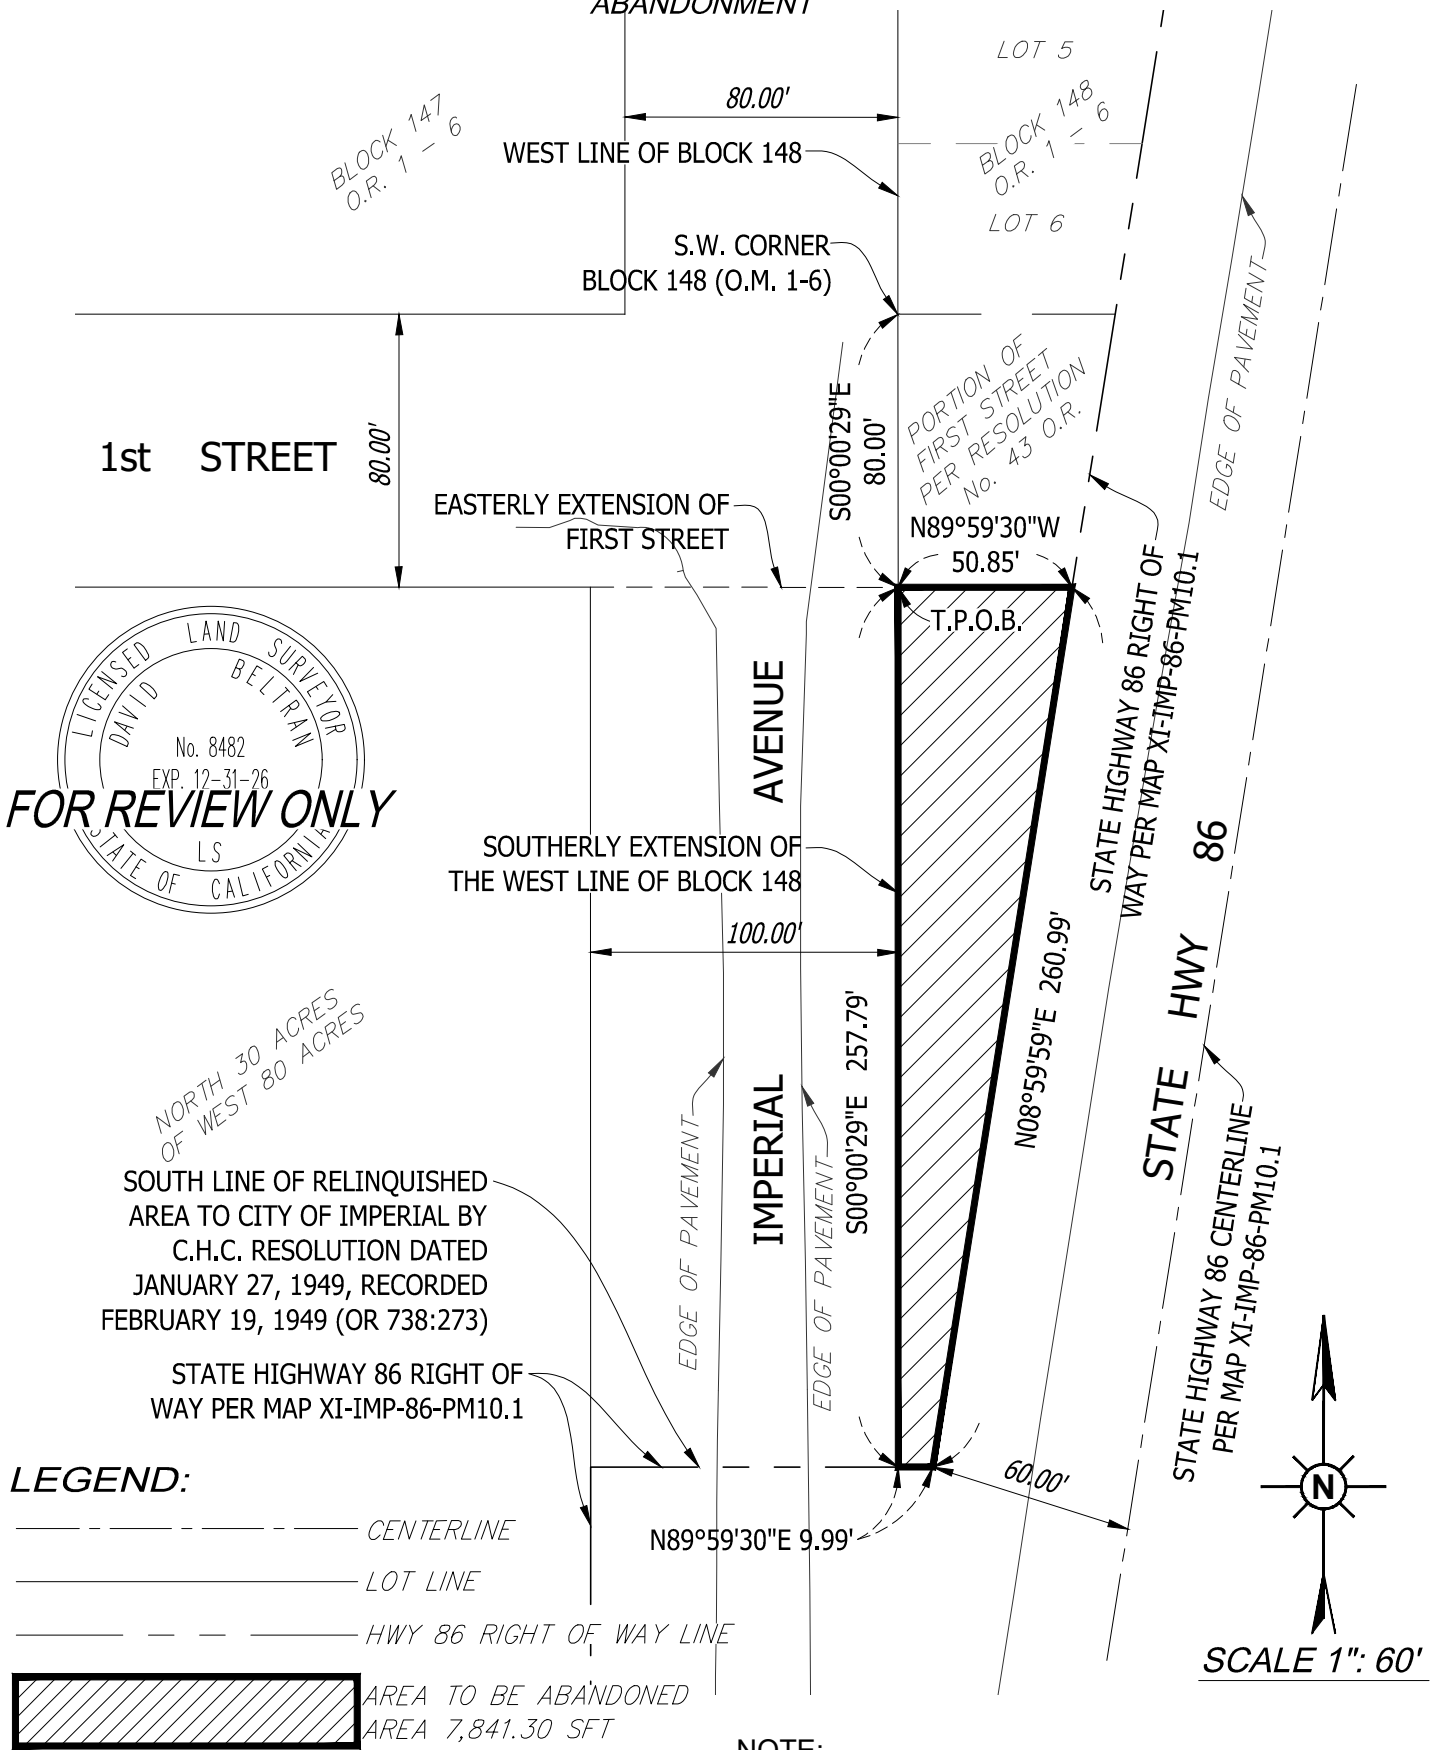 ABANDONMENT
LOT 5
80.00'
BLOCK 147
O.R. 1 - 6
BLOCK 148
O.R. 1 - 6
WEST LINE OF BLOCK 148
LOT 6
S.W. CORNER
BLOCK 148 (O.M. 1-6)
EDGE OF PAVEMENT
PORTION OF
FIRST STREET
PER RESOLUTION
No. 43 O.R.
S00°00'29"E
80.00'
1st STREET
80.00'
EASTERLY EXTENSION OF
FIRST STREET
N89°59'30"W
50.85'
T.P.O.B.
STATE HIGHWAY 86 RIGHT OF
WAY PER MAP XI-IMP-86-PM10.1
LICENSED LAND SURVEYOR
DAVID BELTRAN
No. 8482
EXP. 12-31-26
FOR REVIEW ONLY
LS
STATE OF CALIFORNIA
IMPERIAL AVENUE
SOUTHERLY EXTENSION OF
THE WEST LINE OF BLOCK 148
100.00'
STATE HWY 86
S00°00'29"E 257.79'
N08°59'59"E 260.99'
NORTH 30 ACRES
OF WEST 80 ACRES
EDGE OF PAVEMENT
EDGE OF PAVEMENT
STATE HIGHWAY 86 CENTERLINE
PER MAP XI-IMP-86-PM10.1
SOUTH LINE OF RELINQUISHED
AREA TO CITY OF IMPERIAL BY
C.H.C. RESOLUTION DATED
JANUARY 27, 1949, RECORDED
FEBRUARY 19, 1949 (OR 738:273)
STATE HIGHWAY 86 RIGHT OF
WAY PER MAP XI-IMP-86-PM10.1
60.00'
N
N89°59'30"E 9.99'
LEGEND:
CENTERLINE
LOT LINE
HWY 86 RIGHT OF WAY LINE
AREA TO BE ABANDONED
AREA 7,841.30 SFT
SCALE 1": 60'
NOTE: